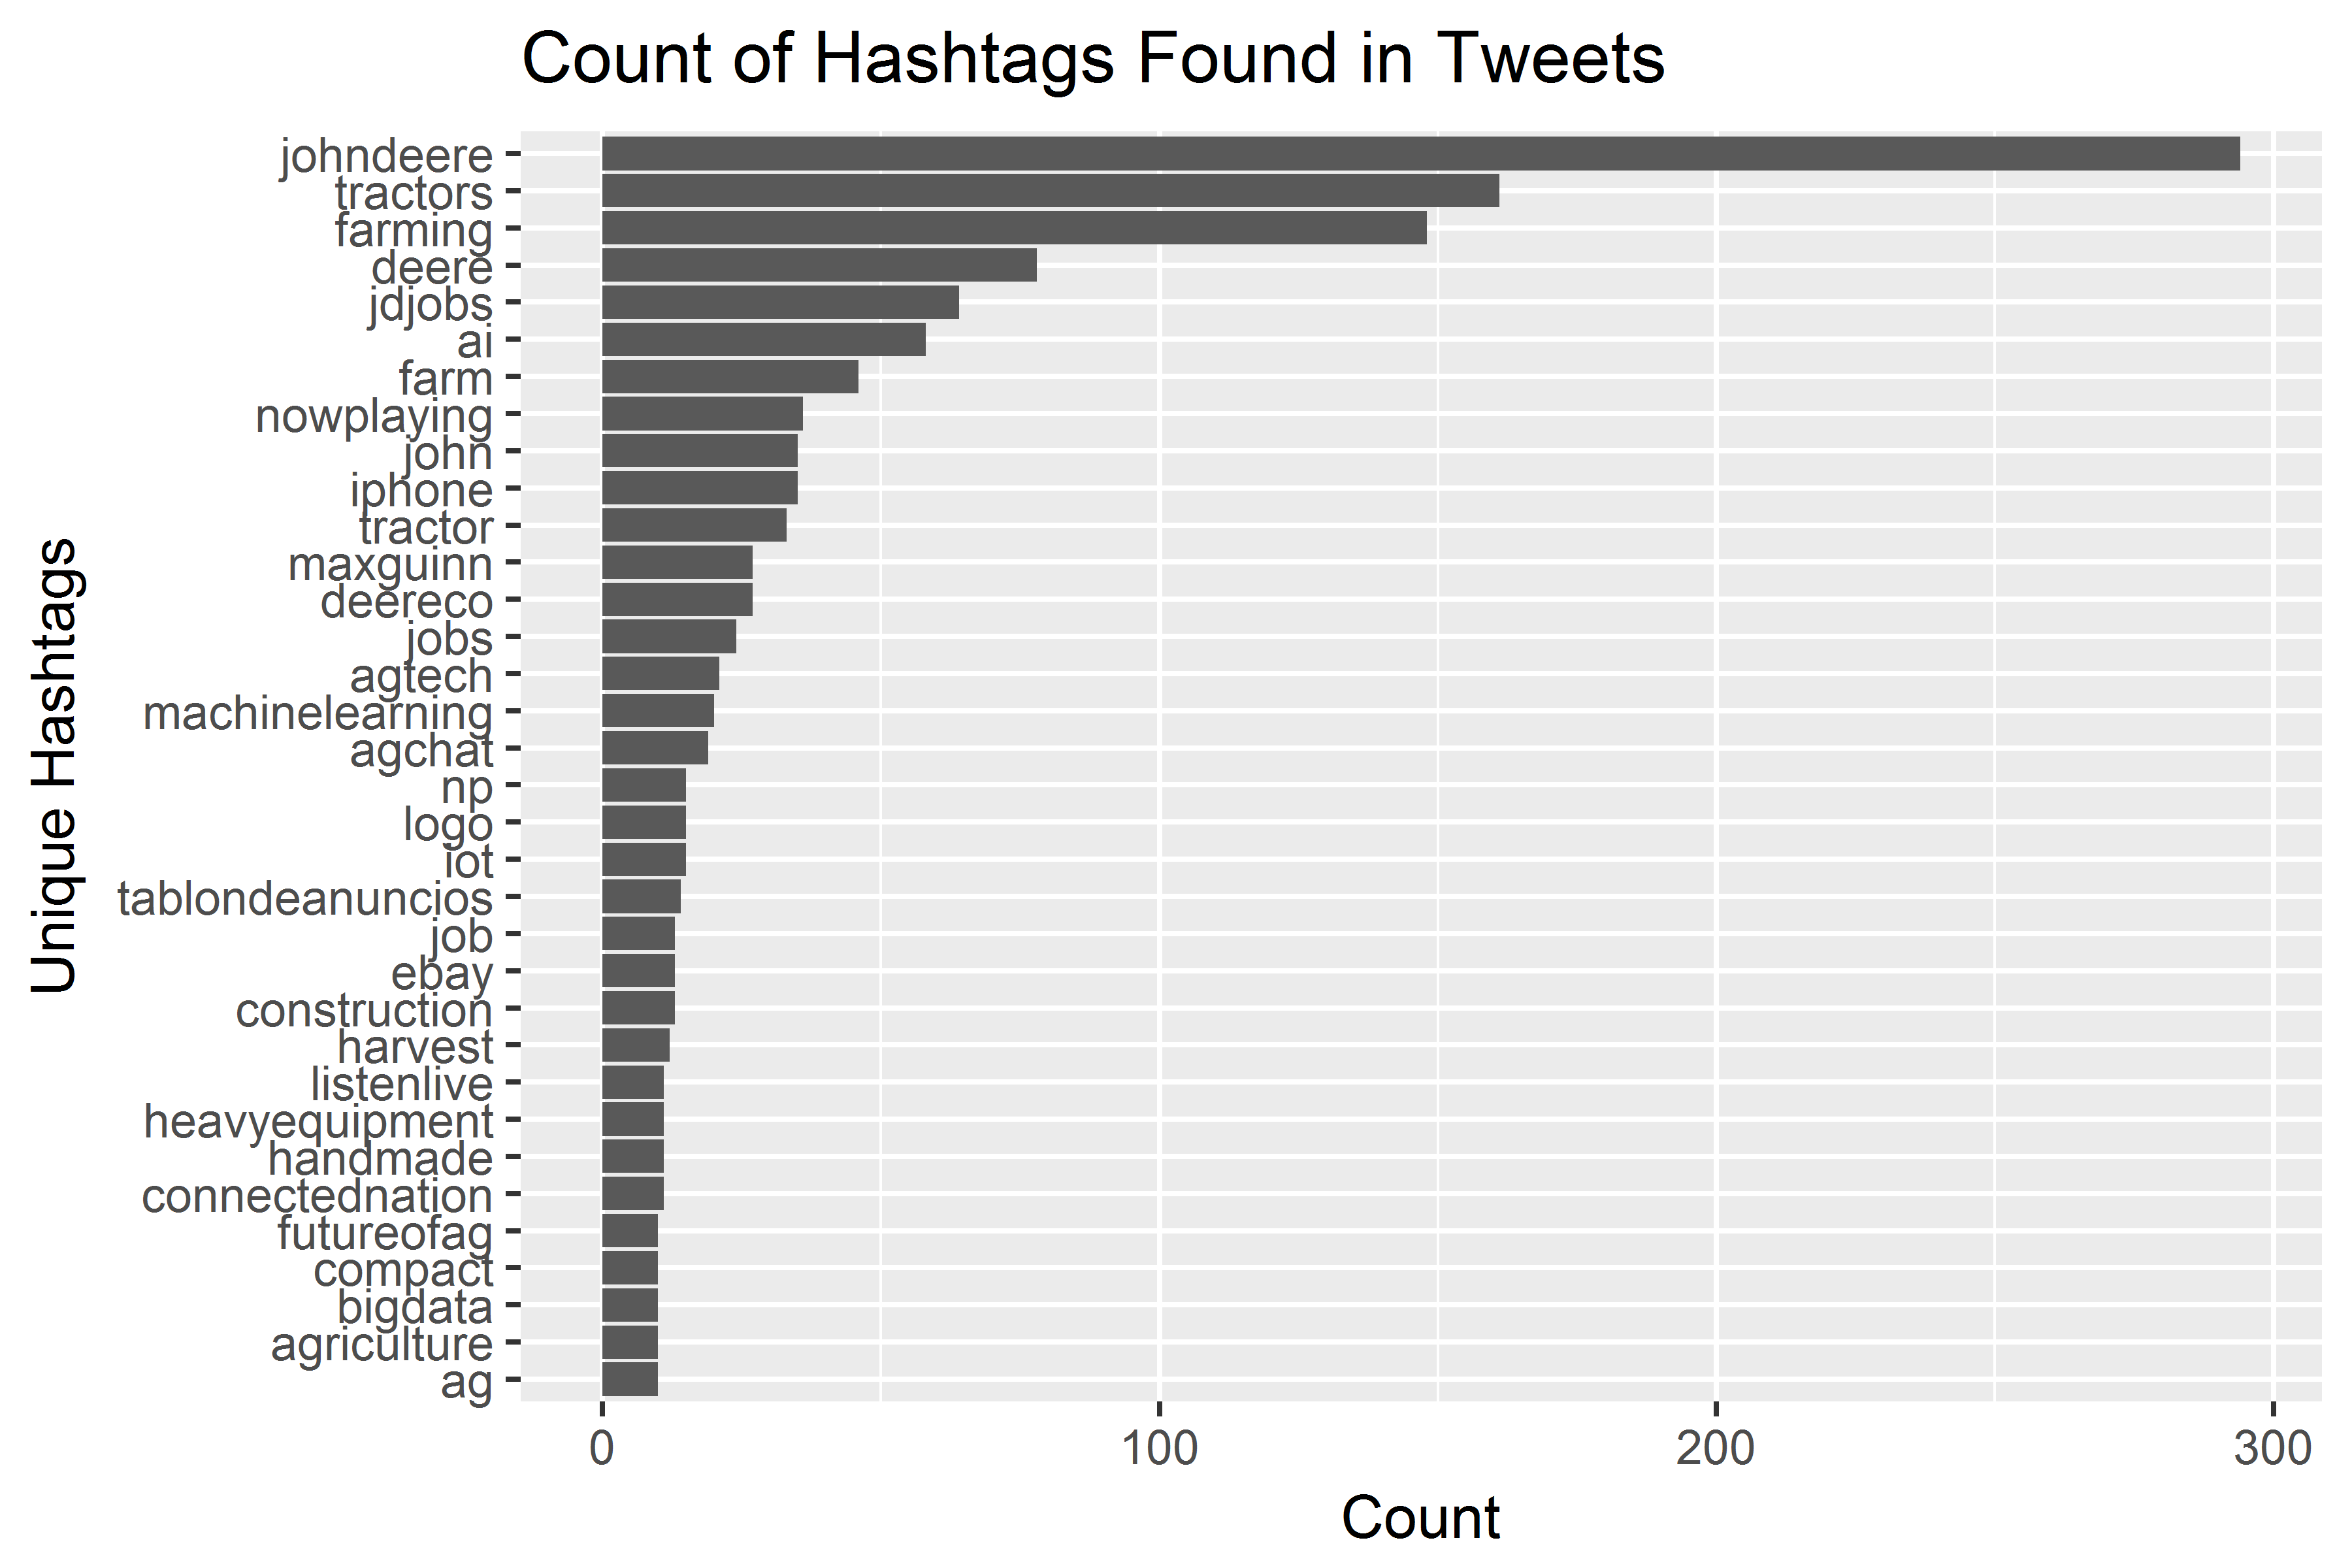 Count of Hashtags Found in Tweets
Unique Hashtags
johndeere
tractors
farming
deere
jdjobs
ai
farm
nowplaying
john
iphone
tractor
maxguinn
deereco
jobs
agtech
machinelearning
agchat
np
logo
iot
tablondeanuncios
job
ebay
construction
harvest
listenlive
heavyequipment
handmade
connectednation
futureofag
compact
bigdata
agriculture
ag
0 100 200 300
Count